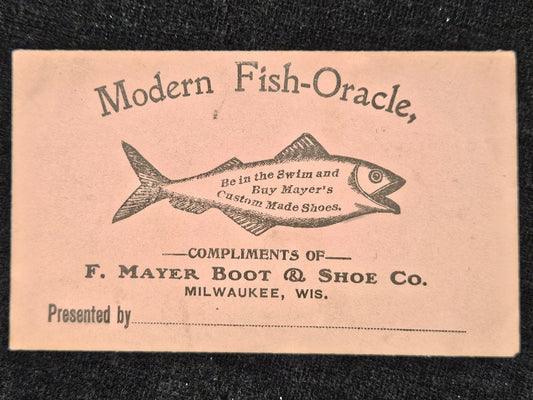 Modern Fish-Oracle,
Be in the Swim and
Buy Mayer's
Custom Made Shoes.
COMPLIMENTS OF
F. MAYER BOOT & SHOE CO.
MILWAUKEE, WIS.
Presented by